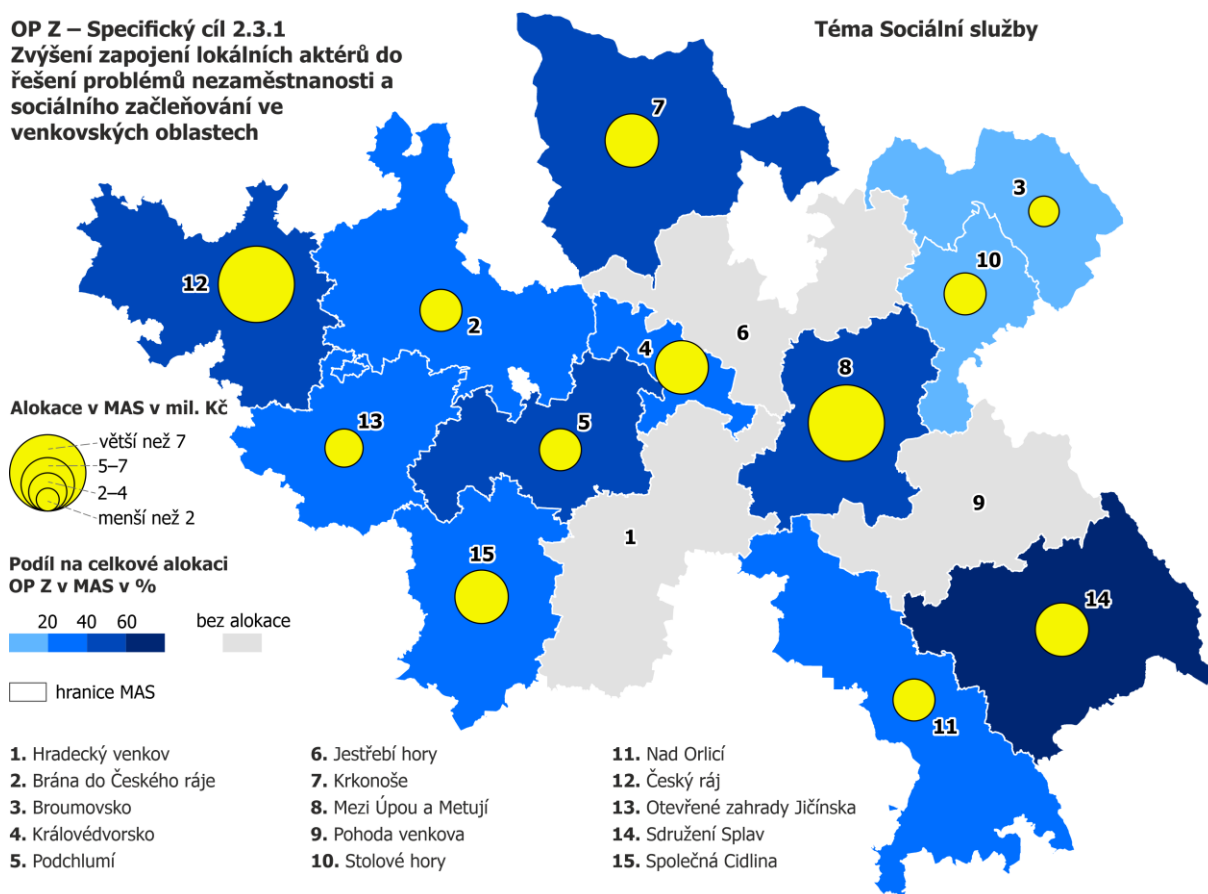 OP Z – Specifický cíl 2.3.1
Zvýšení zapojení lokálních aktérů do
řešení problémů nezaměstnanosti a
sociálního začleňování ve
venkovských oblastech
Téma Sociální služby
7
3
12
10
2
6
4
8
13
5
9
1
15
14
11
Alokace v MAS v mil. Kč
větší než 7
5–7
2–4
menší než 2
Podíl na celkové alokaci
OP Z v MAS v %
20 40 60
bez alokace
hranice MAS
1. Hradecký venkov
2. Brána do Českého ráje
3. Broumovsko
4. Královédvorsko
5. Podchlumí
6. Jestřebí hory
7. Krkonoše
8. Mezi Úpou a Metují
9. Pohoda venkova
10. Stolové hory
11. Nad Orlicí
12. Český ráj
13. Otevřené zahrady Jičínska
14. Sdružení Splav
15. Společná Cidlina